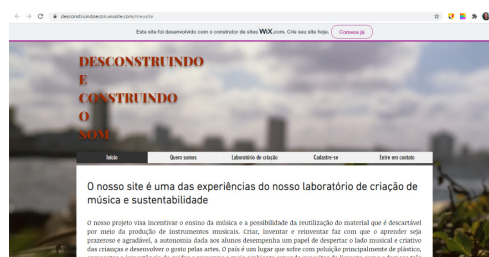 desconstruindoecon.wixsite.com/meusite
Este site foi desenvolvido com o construtor de sites WiX.com. Crie seu site hoje. Comece já
DESCONSTRUINDO
E
CONSTRUINDO
O
SOM
Início Quem somos Laboratório de criação Cadastre-se Entre em contato
O nosso site é uma das experiências do nosso laboratório de criação de
música e sustentabilidade
O nosso projeto visa incentivar o ensino da música e a possibilidade da reutilização do material que é descartável
por meio da produção de instrumentos musicais. Criar, inventar e reinventar faz com que o aprender seja
prazeroso e agradável, a autonomia dada aos alunos desempenha um papel de despertar o lado musical e criativo
das crianças e desenvolver o gosto pelas artes. O país é um lugar que sofre com poluição principalmente de plástico,